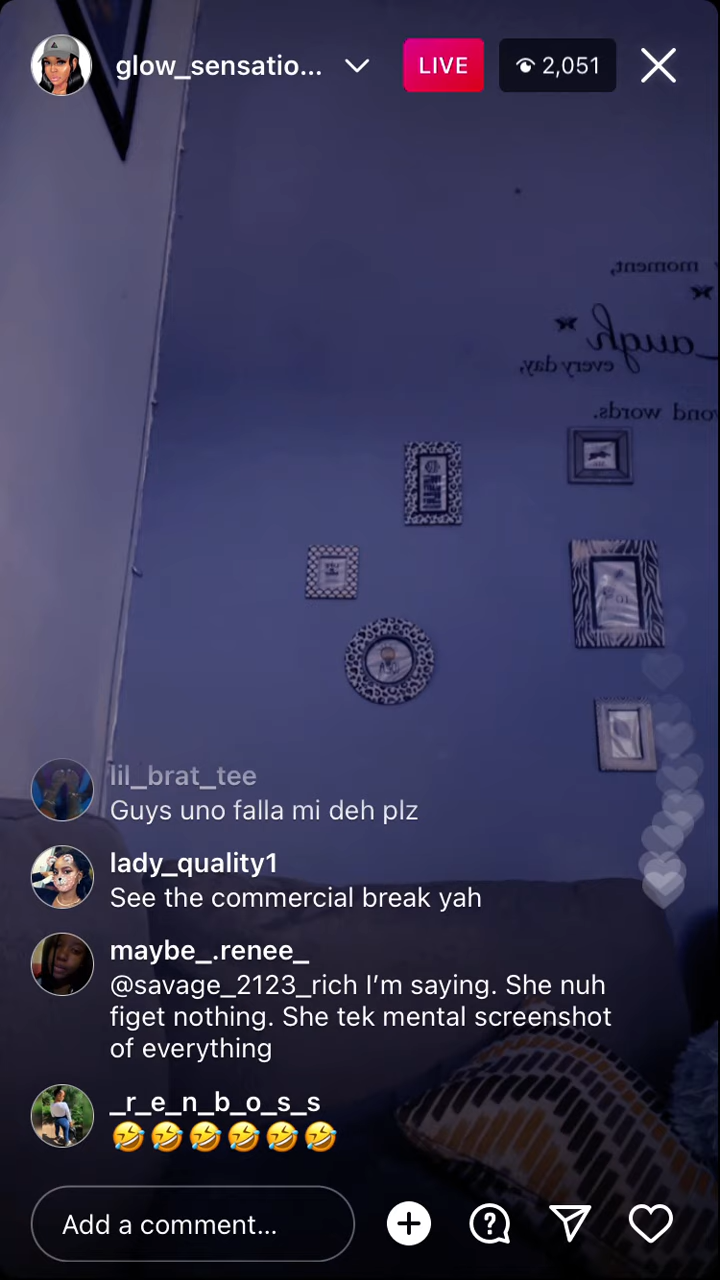 glow_sensatio...
LIVE
2,051
moment,
Laugh
every day,
words.
lil_brat_tee
Guys uno falla mi deh plz
lady_quality1
See the commercial break yah
maybe_.renee_
@savage_2123_rich I’m saying. She nuh
figet nothing. She tek mental screenshot
of everything
_r_e_n_b_o_s_s
🤣🤣🤣🤣🤣🤣
Add a comment...